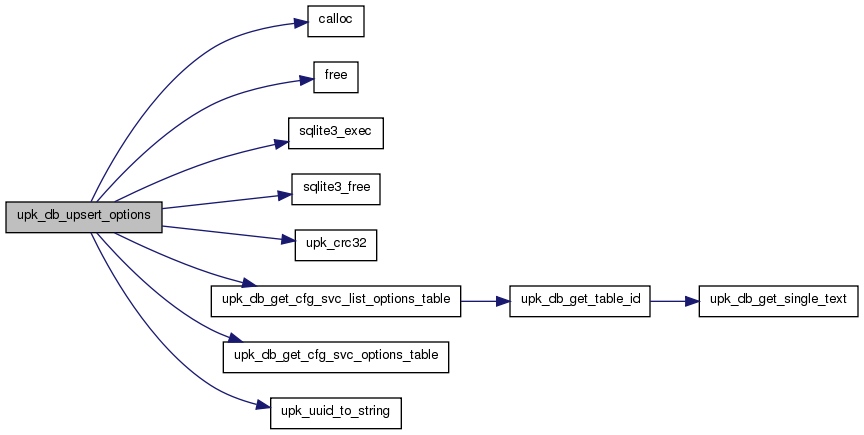 calloc
free
sqlite3_exec
sqlite3_free
upk_db_upsert_options
upk_crc32
upk_db_get_cfg_svc_list_options_table
upk_db_get_table_id
upk_db_get_single_text
upk_db_get_cfg_svc_options_table
upk_uuid_to_string